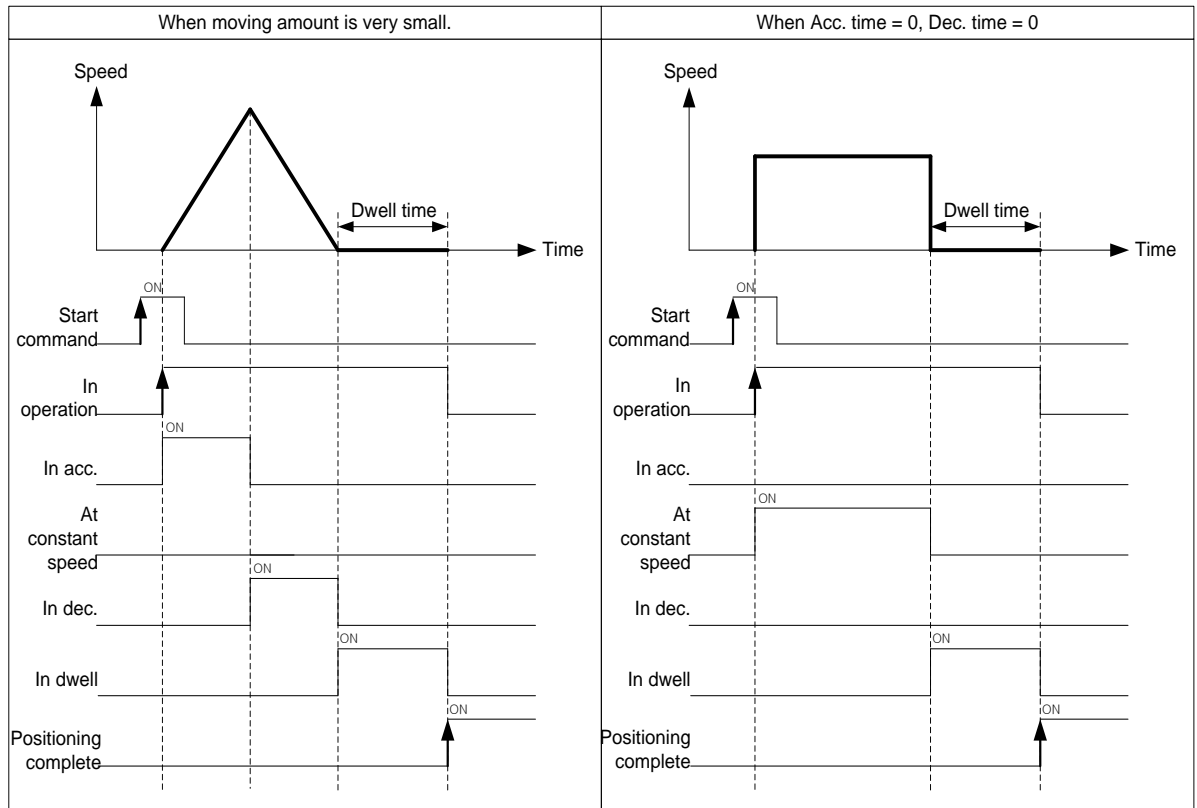 When moving amount is very small.
When Acc. time = 0, Dec. time = 0
Speed
Dwell time
Time
ON
Start
command
In
operation
ON
In acc.
At
constant
speed
ON
In dec.
ON
In dwell
ON
Positioning
complete
Speed
Dwell time
Time
ON
Start
command
In
operation
In acc.
ON
At
constant
speed
In dec.
ON
In dwell
ON
Positioning
complete